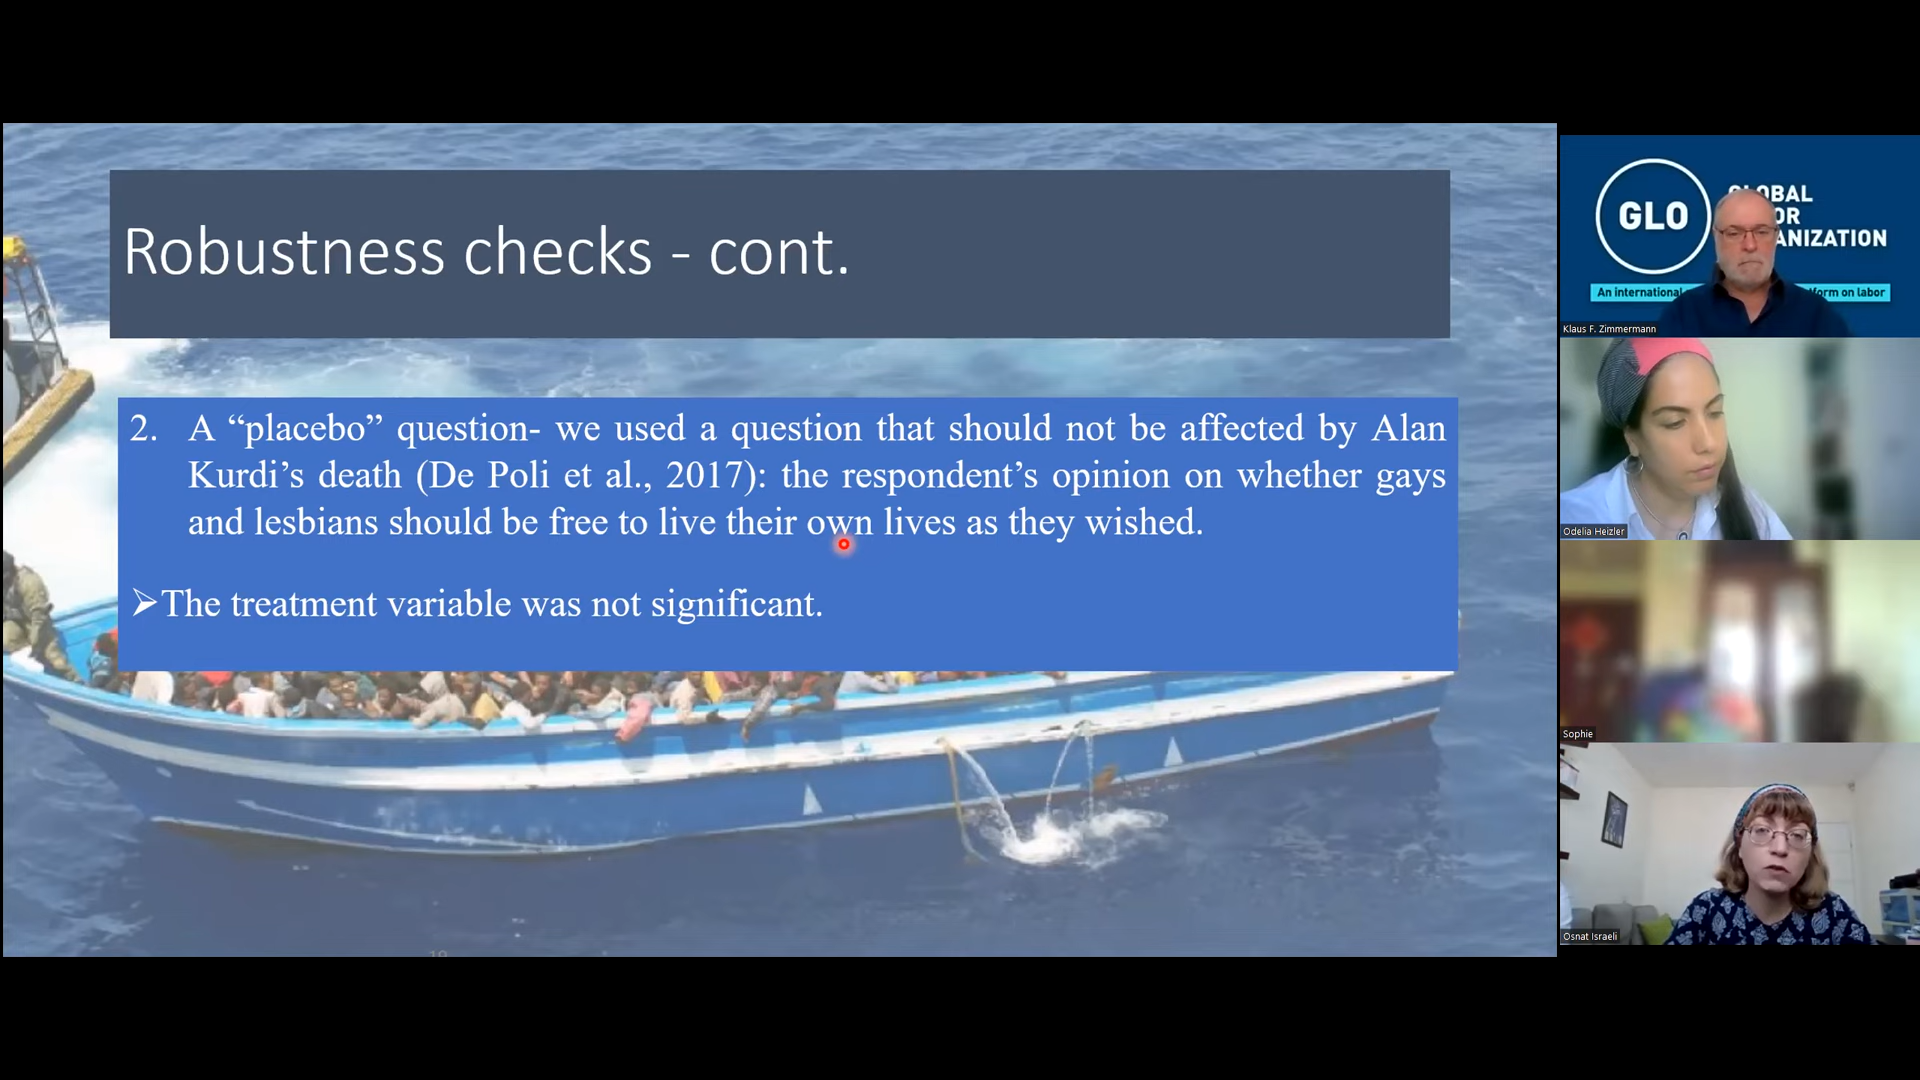 Robustness checks - cont.
2. A “placebo” question- we used a question that should not be affected by Alan
Kurdi’s death (De Poli et al., 2017): the respondent’s opinion on whether gays
and lesbians should be free to live their own lives as they wished.
➢The treatment variable was not significant.
GLO
OBAL
OR
ANIZATION
An international
form on labor
Klaus F. Zimmermann
Odelia Heizler
Sophie
Osnat Israeli